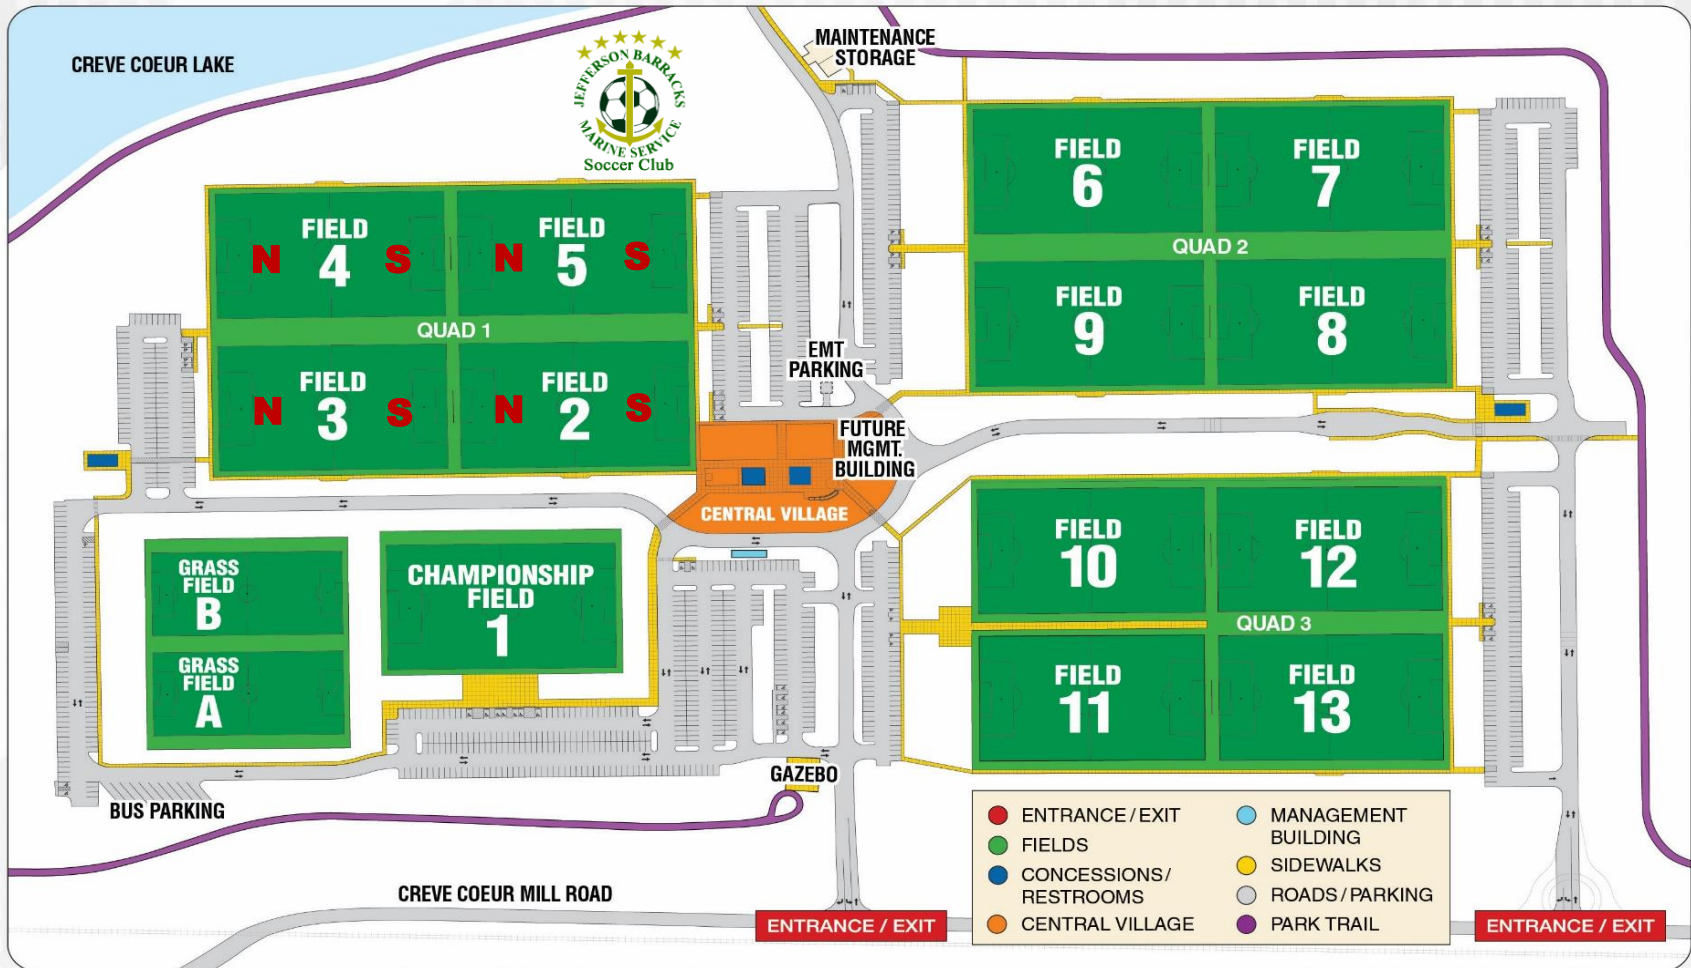 CREVE COEUR LAKE
JEFFERSON BARRACKS
MARINE SERVICE
Soccer Club
MAINTENANCE
STORAGE
FIELD
4
N
S
FIELD
5
N
S
QUAD 1
FIELD
3
N
S
FIELD
2
N
S
FIELD
6
FIELD
7
QUAD 2
FIELD
9
FIELD
8
EMT
PARKING
FUTURE
MGMT.
BUILDING
CENTRAL VILLAGE
GRASS
FIELD
B
GRASS
FIELD
A
CHAMPIONSHIP
FIELD
1
FIELD
10
FIELD
12
QUAD 3
FIELD
11
FIELD
13
GAZEBO
BUS PARKING
CREVE COEUR MILL ROAD
ENTRANCE / EXIT
ENTRANCE / EXIT
FIELDS
CONCESSIONS /
RESTROOMS
CENTRAL VILLAGE
MANAGEMENT
BUILDING
SIDEWALKS
ROADS / PARKING
PARK TRAIL
ENTRANCE / EXIT